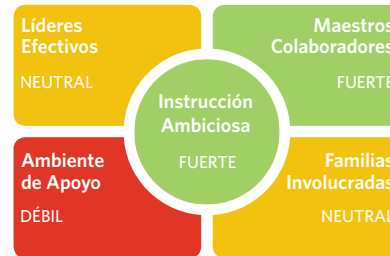 Líderes
Efectivos
NEUTRAL
Maestros
Colaboradores
FUERTE
Instrucción
Ambiciosa
FUERTE
Ambiente
de Apoyo
DÉBIL
Familias
Involucradas
NEUTRAL